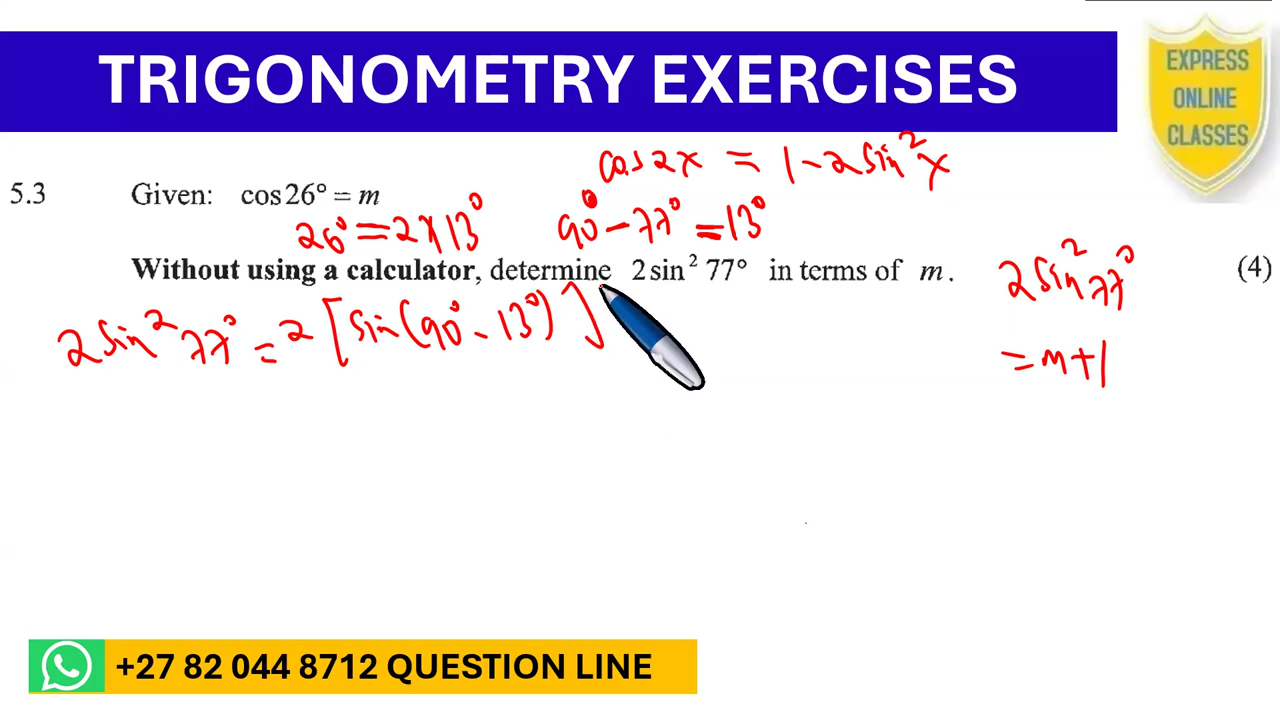 TRIGONOMETRY EXERCISES
EXPRESS
ONLINE
CLASSES
cos2x = 1-2sin²x
5.3 Given: cos 26° = m
26° = 2×13° 90° - 77° = 13°
Without using a calculator, determine 2 sin² 77° in terms of m. (4)
2sin²77°
2sin²77° = 2[sin(90° - 13°)]
= m+1
+27 82 044 8712 QUESTION LINE